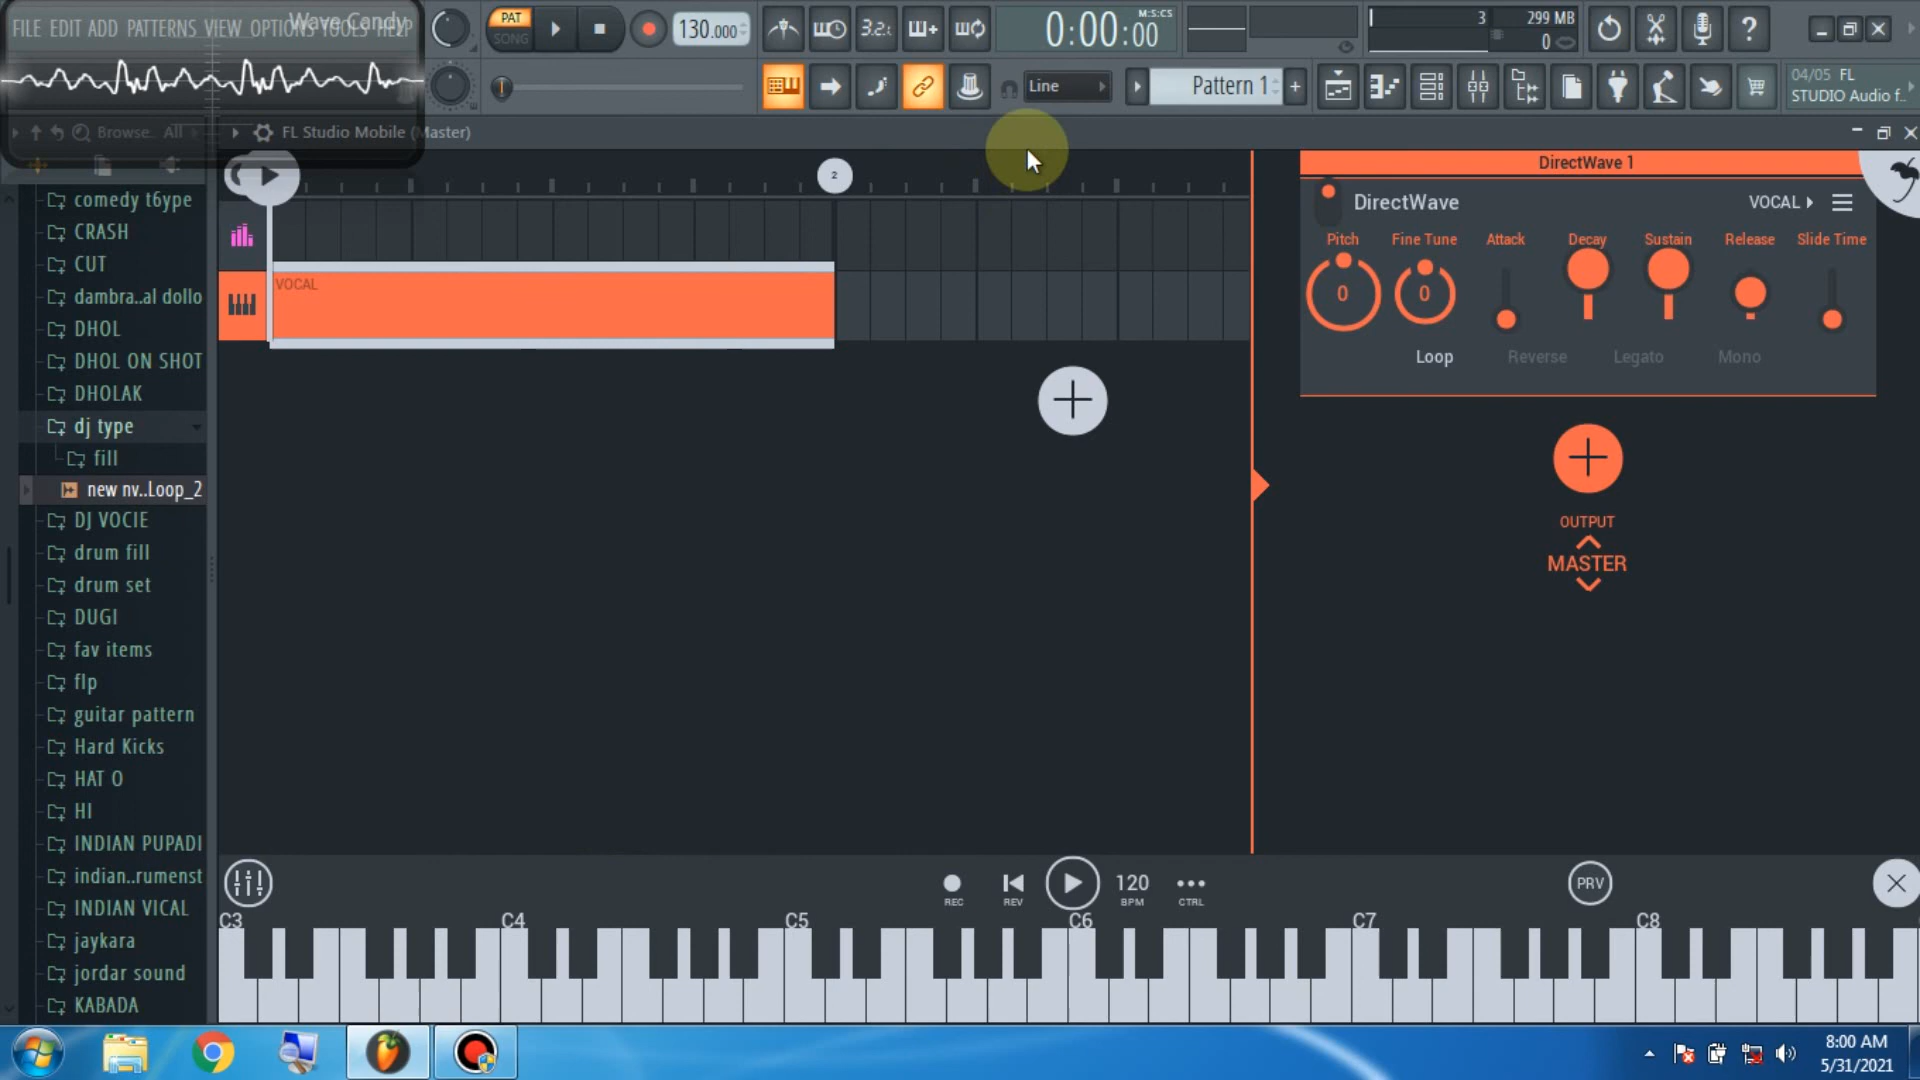 FILE EDIT ADD PATTERNS VIEW OPTIONS TOOLS HELP
Wave Candy
PAT
SONG
130.000
3.2.
0:00:00
M:S:CS
3
299 MB
0
Line
Pattern 1
+
04/05 FL
STUDIO Audio f..
Browse.. All
FL Studio Mobile (Master)
comedy t6ype
CRASH
CUT
dambra..al dollo
DHOL
DHOL ON SHOT
DHOLAK
dj type
fill
new nv..Loop_2
DJ VOCIE
drum fill
drum set
DUGI
fav items
flp
guitar pattern
Hard Kicks
HAT O
HI
INDIAN PUPADI
indian..rumenst
INDIAN VICAL
jaykara
jordar sound
KABADA
2
VOCAL
DirectWave 1
DirectWave
VOCAL
Pitch
Fine Tune
Attack
Decay
Sustain
Release
Slide Time
0
0
Loop
Reverse
Legato
Mono
OUTPUT
MASTER
REC
REV
120
BPM
CTRL
PRV
C3
C4
C5
C6
C7
C8
8:00 AM
5/31/2021